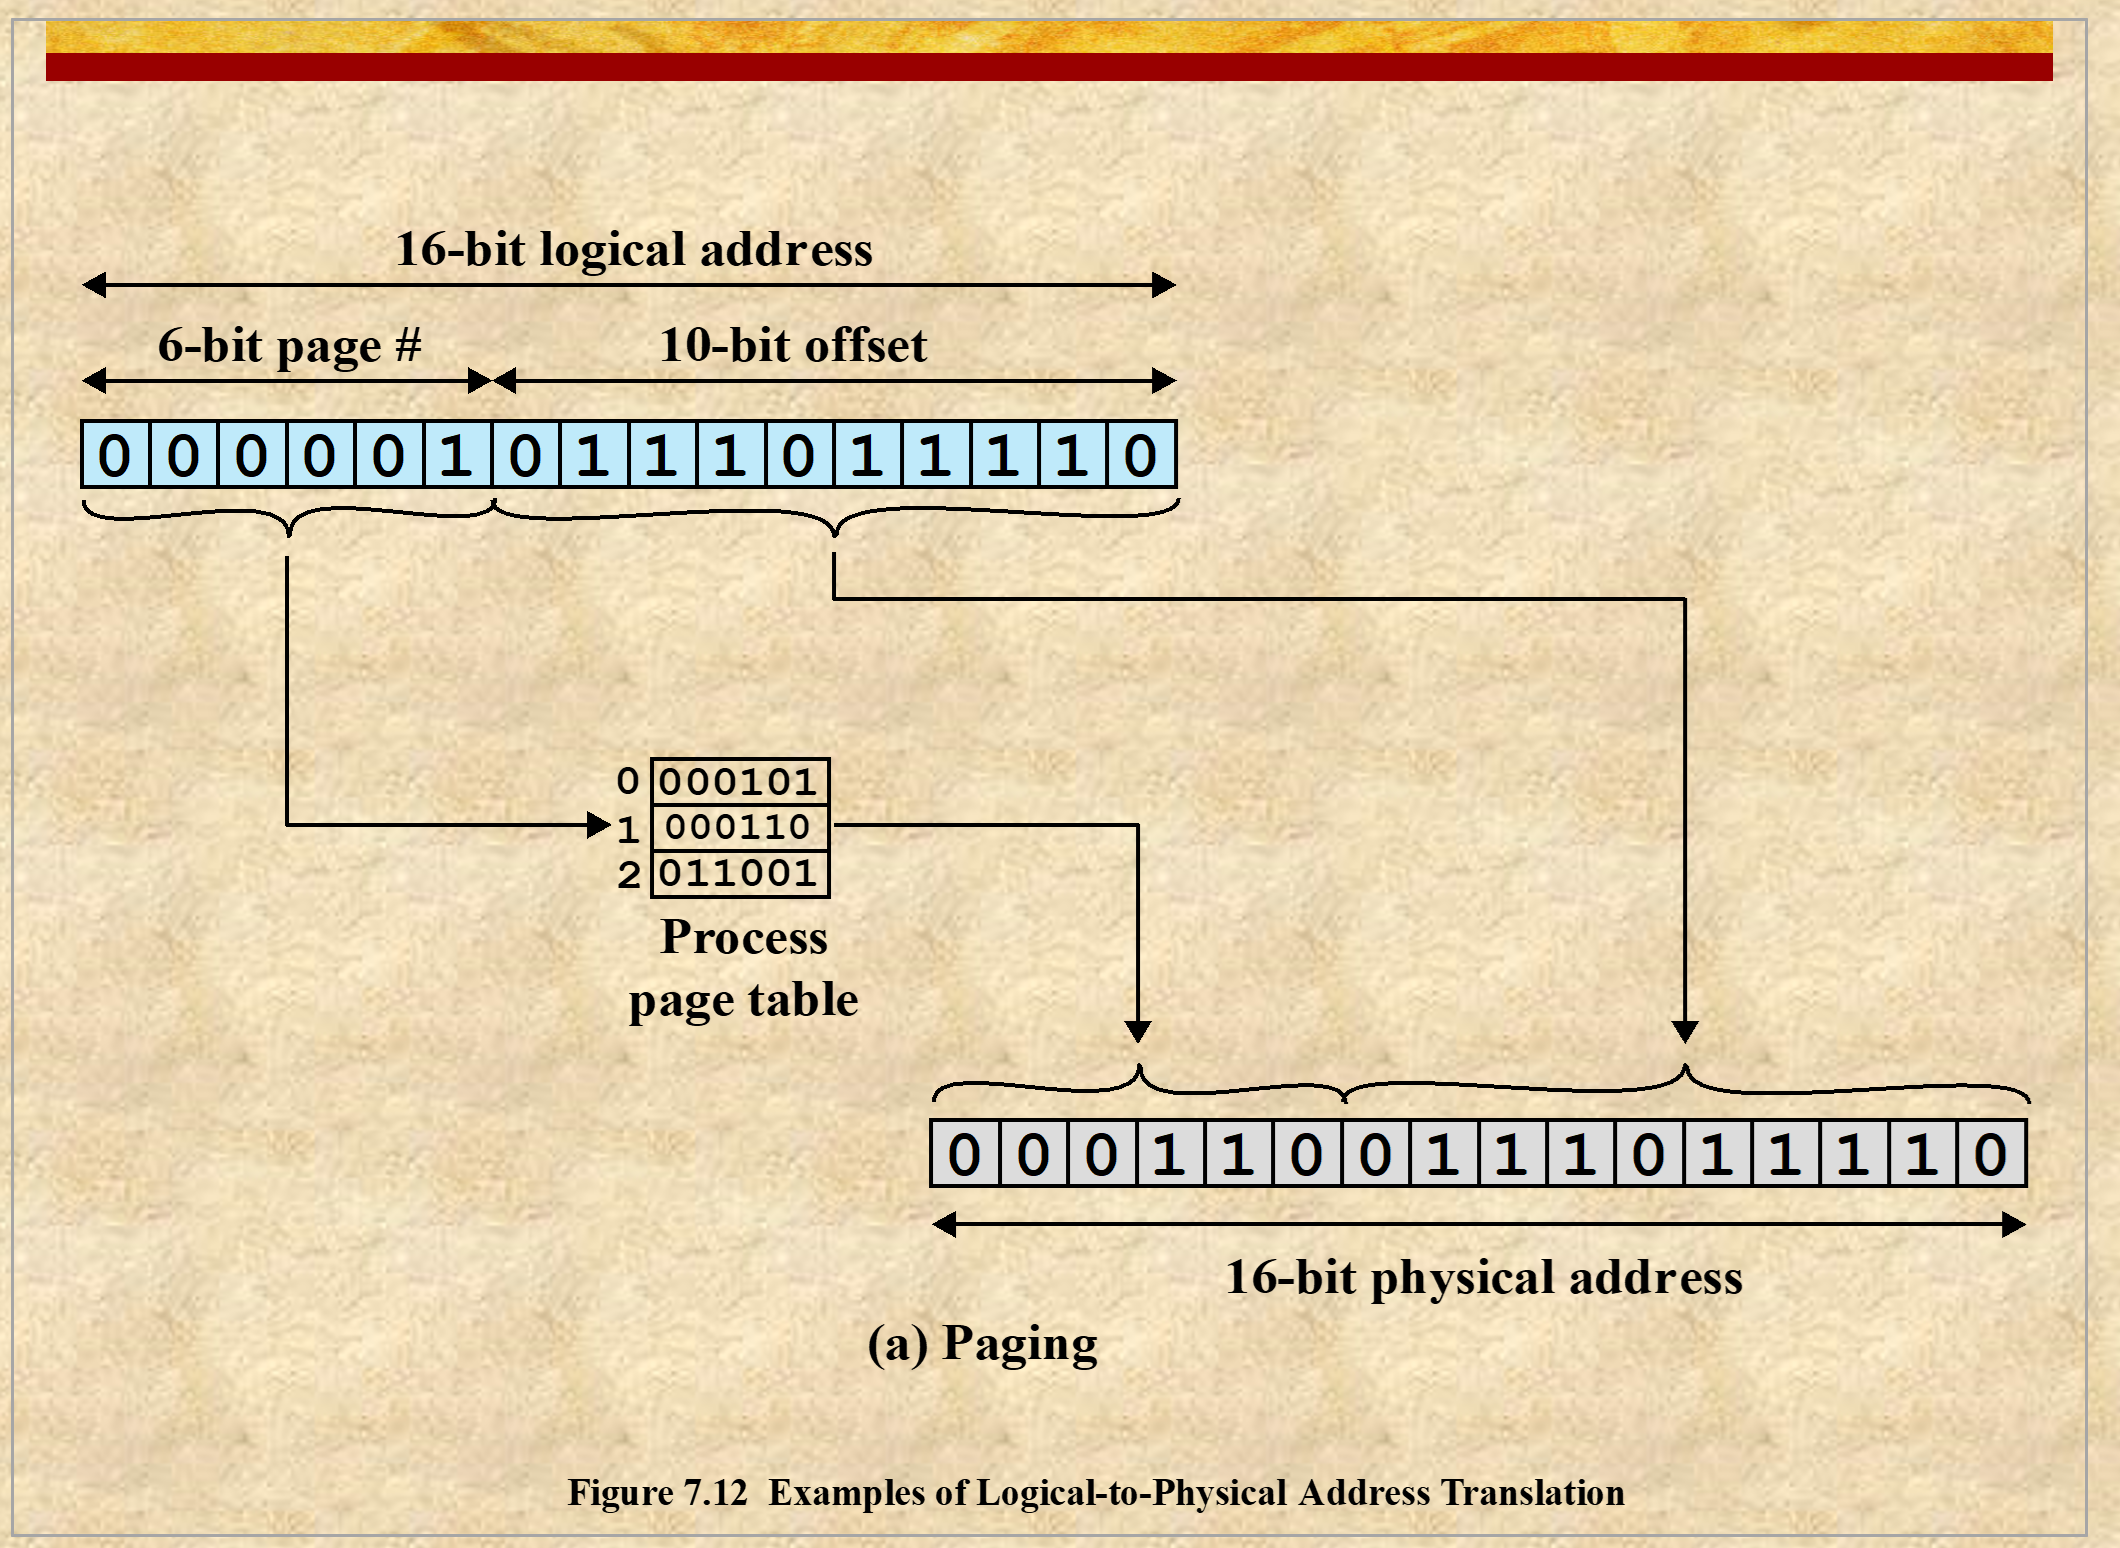 16-bit logical address
6-bit page # 10-bit offset
0 0 0 0 0 1 0 1 1 1 0 1 1 1 1 0
0 000101
1 000110
2 011001
Process
page table
0 0 0 1 1 0 0 1 1 1 0 1 1 1 1 0
16-bit physical address
(a) Paging
Figure 7.12 Examples of Logical-to-Physical Address Translation